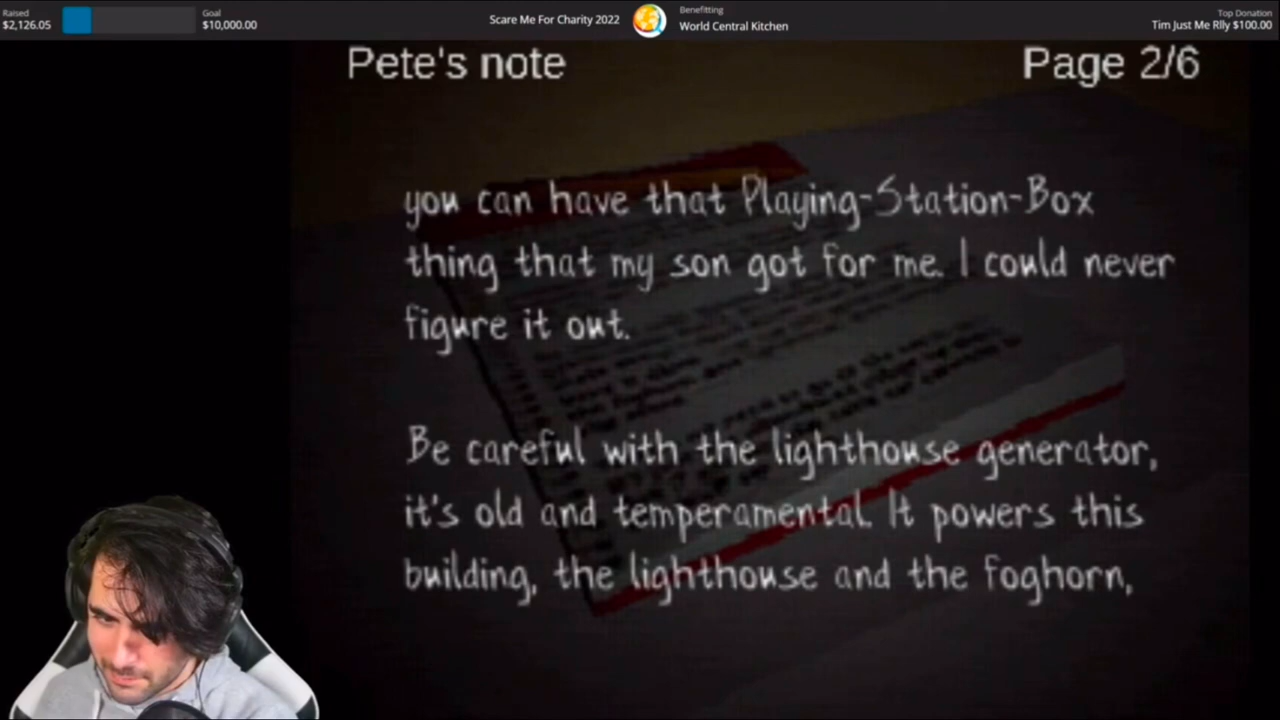 Raised
$2,126.05
Goal
$10,000.00
Scare Me For Charity 2022
Benefitting
World Central Kitchen
Top Donation
Tim Just Me Rlly $100.00
Pete's note
Page 2/6
you can have that Playing-Station-Box
thing that my son got for me. I could never
figure it out.
Be careful with the lighthouse generator,
it's old and temperamental. It powers this
building, the lighthouse and the foghorn,